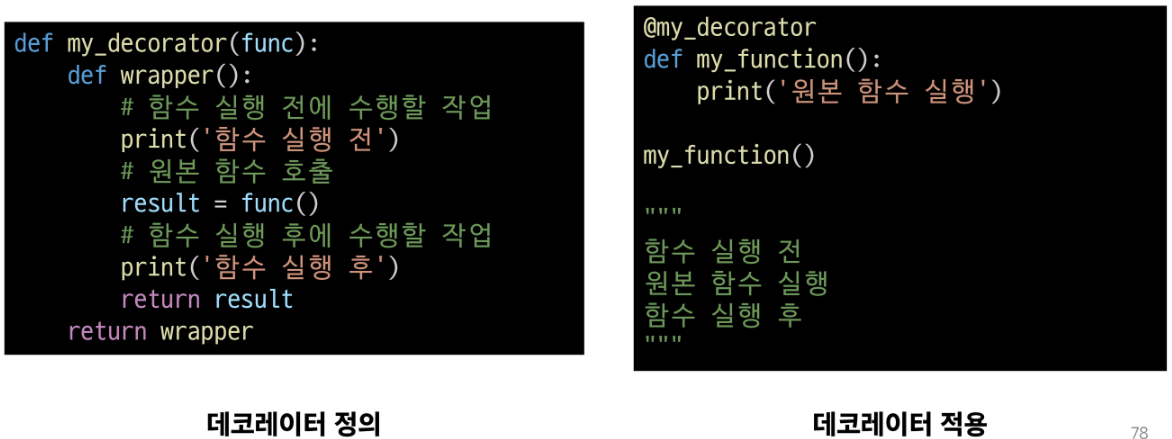 def my_decorator(func):
    def wrapper():
        # 함수 실행 전에 수행할 작업
        print('함수 실행 전')
        # 원본 함수 호출
        result = func()
        # 함수 실행 후에 수행할 작업
        print('함수 실행 후')
        return result
    return wrapper
데코레이터 정의
@my_decorator
def my_function():
    print('원본 함수 실행')
my_function()
"""
함수 실행 전
원본 함수 실행
함수 실행 후
"""
데코레이터 적용
78